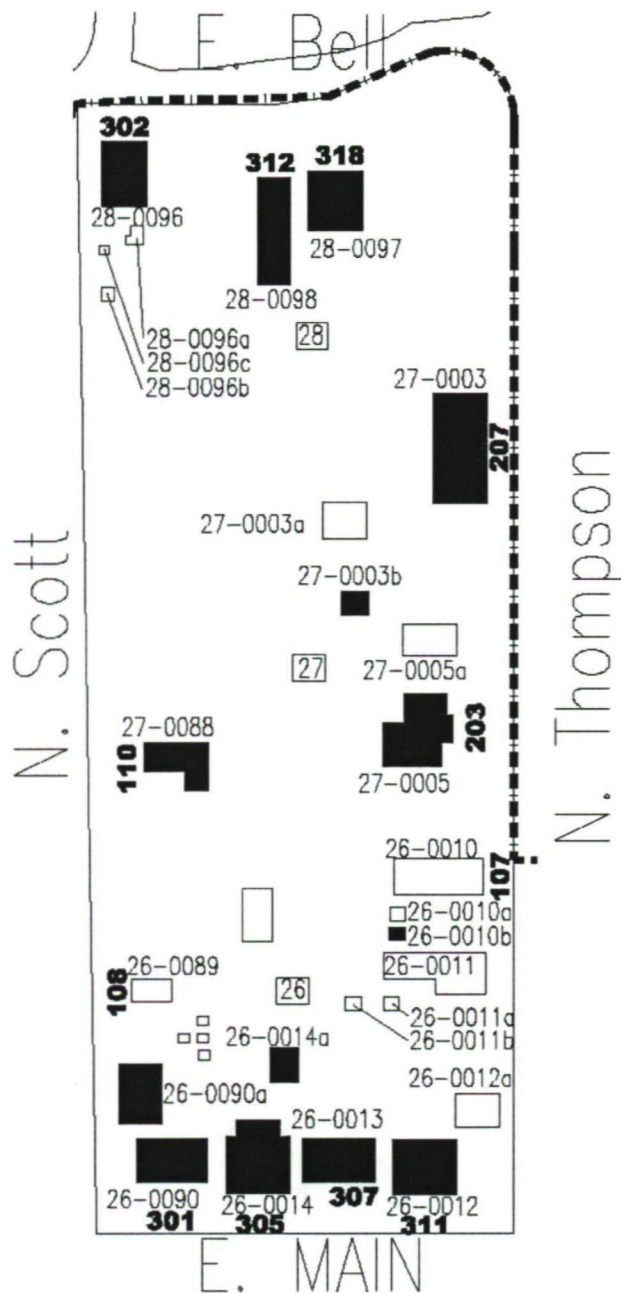 E. Bell
302
312
318
28-0096
28-0097
28-0098
28-0096a
28
28-0096c
28-0096b
27-0003
207
N. Scott
N. Thompson
27-0003a
27-0003b
27
27-0005a
27-0088
110
203
27-0005
26-0010
107
26-0010a
26-0010b
26-0089
108
26
26-0011
26-0011a
26-0014a
26-0011b
26-0012a
26-0090a
26-0013
26-0090
26-0014
307
26-0012
301
305
311
E. MAIN